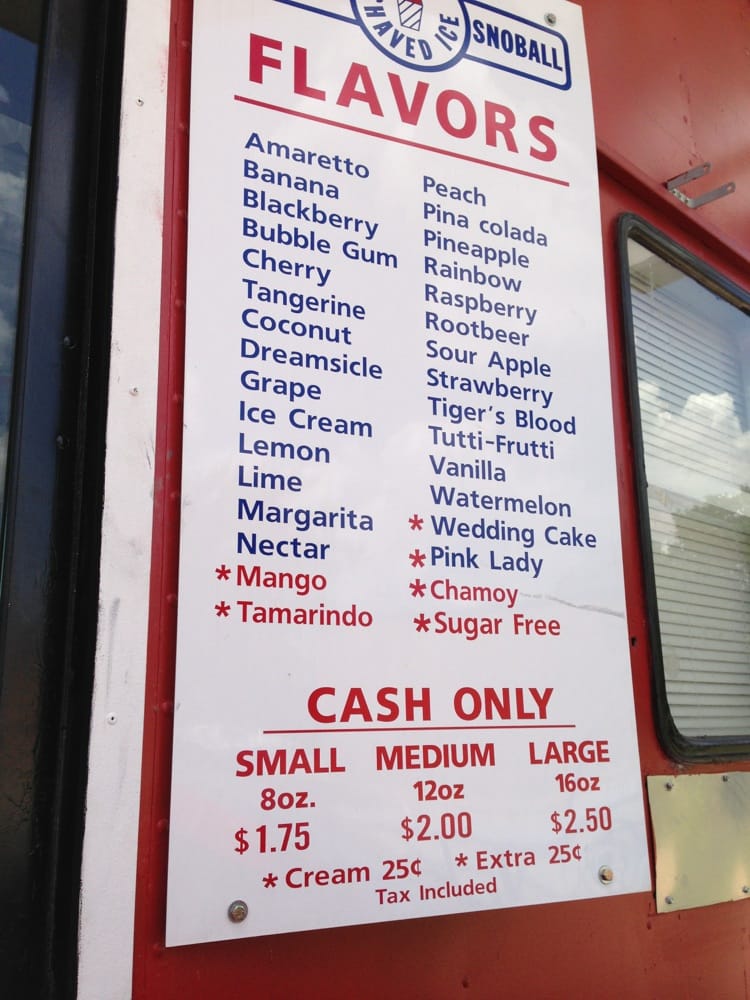 SHAVED ICE
SNOBALL
FLAVORS
Amaretto
Banana
Blackberry
Bubble Gum
Cherry
Tangerine
Coconut
Dreamsicle
Grape
Ice Cream
Lemon
Lime
Margarita
Nectar
*Mango
*Tamarindo
Peach
Pina colada
Pineapple
Rainbow
Raspberry
Rootbeer
Sour Apple
Strawberry
Tiger's Blood
Tutti-Frutti
Vanilla
Watermelon
*Wedding Cake
*Pink Lady
*Chamoy
*Sugar Free
CASH ONLY
SMALL MEDIUM LARGE
8oz. 12oz 16oz
$1.75 $2.00 $2.50
*Cream 25¢ *Extra 25¢
Tax Included